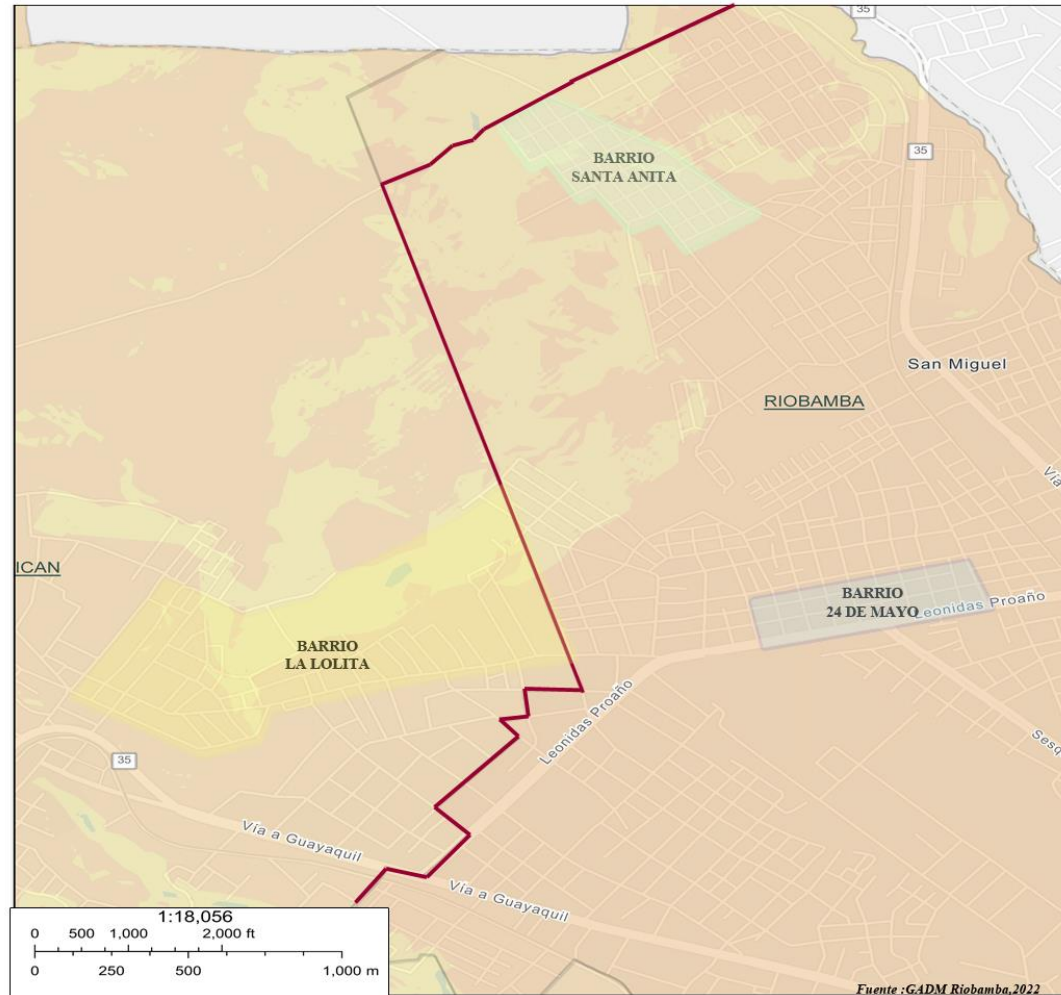 35
35
BARRIO
SANTA ANITA
San Miguel
RIOBAMBA
Vía
ICAN
BARRIO
24 DE MAYO
Leonidas Proaño
BARRIO
LA LOLITA
Leonidas Proaño
Sesq
35
Vía a Guayaquil
Vía a Guayaquil
1:18,056
0 500 1,000 2,000 ft
0 250 500 1,000 m
Fuente :GADM Riobamba,2022